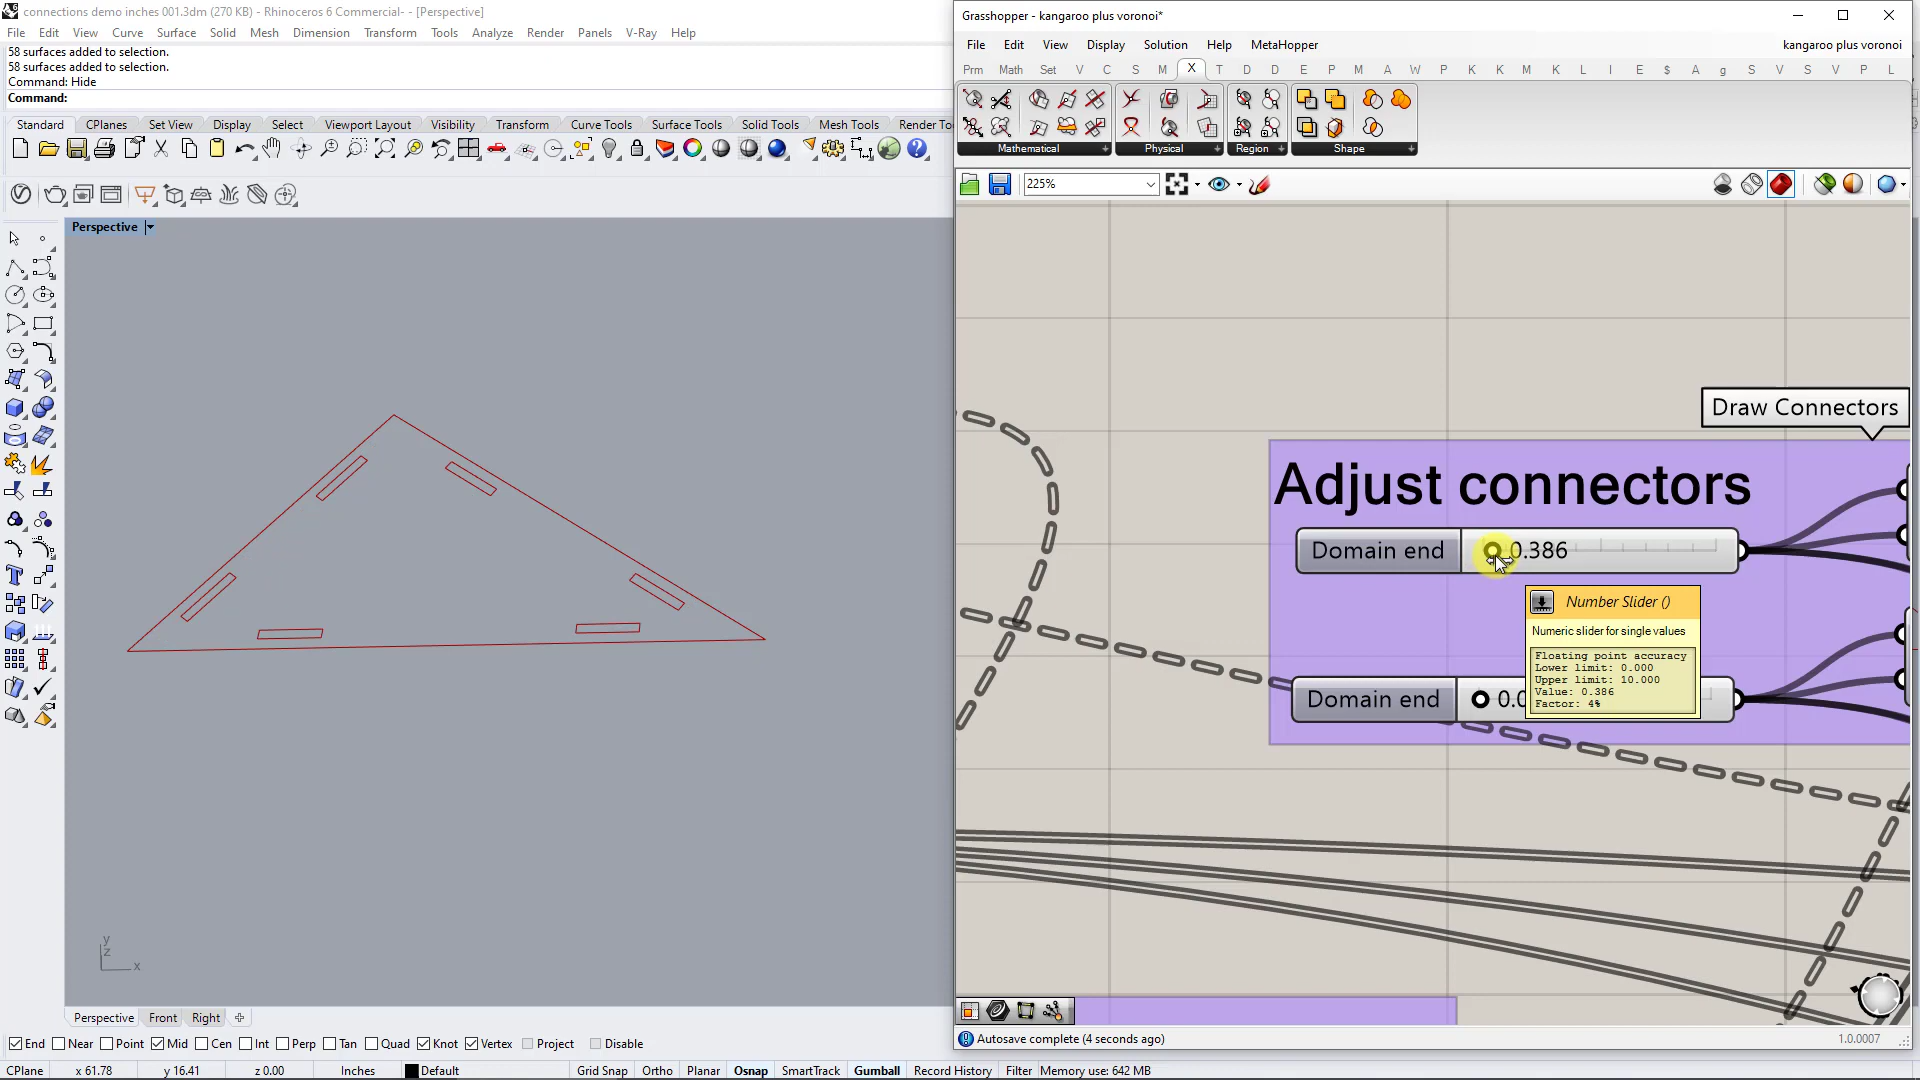 connections demo inches 001.3dm (270 KB) - Rhinoceros 6 Commercial- - [Perspective]
File Edit View Curve Surface Solid Mesh Dimension Transform Tools Analyze Render Panels V-Ray Help
58 surfaces added to selection.
58 surfaces added to selection.
Command: Hide
Command:
Standard CPlanes Set View Display Select Viewport Layout Visibility Transform Curve Tools Surface Tools Solid Tools Mesh Tools Render To
Perspective
y
z
x
Perspective Front Right
End Near Point Mid Cen Int Perp Tan Quad Knot Vertex Project Disable
CPlane x 61.78 y 16.41 z 0.00 Inches Default Grid Snap Ortho Planar Osnap SmartTrack Gumball Record History Filter Memory use: 642 MB
Grasshopper - kangaroo plus voronoi*
File Edit View Display Solution Help MetaHopper kangaroo plus voronoi
Prm Math Set V C S M X T D D E P M A W P K K M K L I E $ A g S V S V P L
Mathematical Physical Region Shape
225%
Draw Connectors
Adjust connectors
Domain end 0.386
Number Slider ()
Numeric slider for single values
Floating point accuracy
Lower limit: 0.000
Upper limit: 10.000
Value: 0.386
Factor: 4%
Domain end 0.0
Autosave complete (4 seconds ago) 1.0.0007